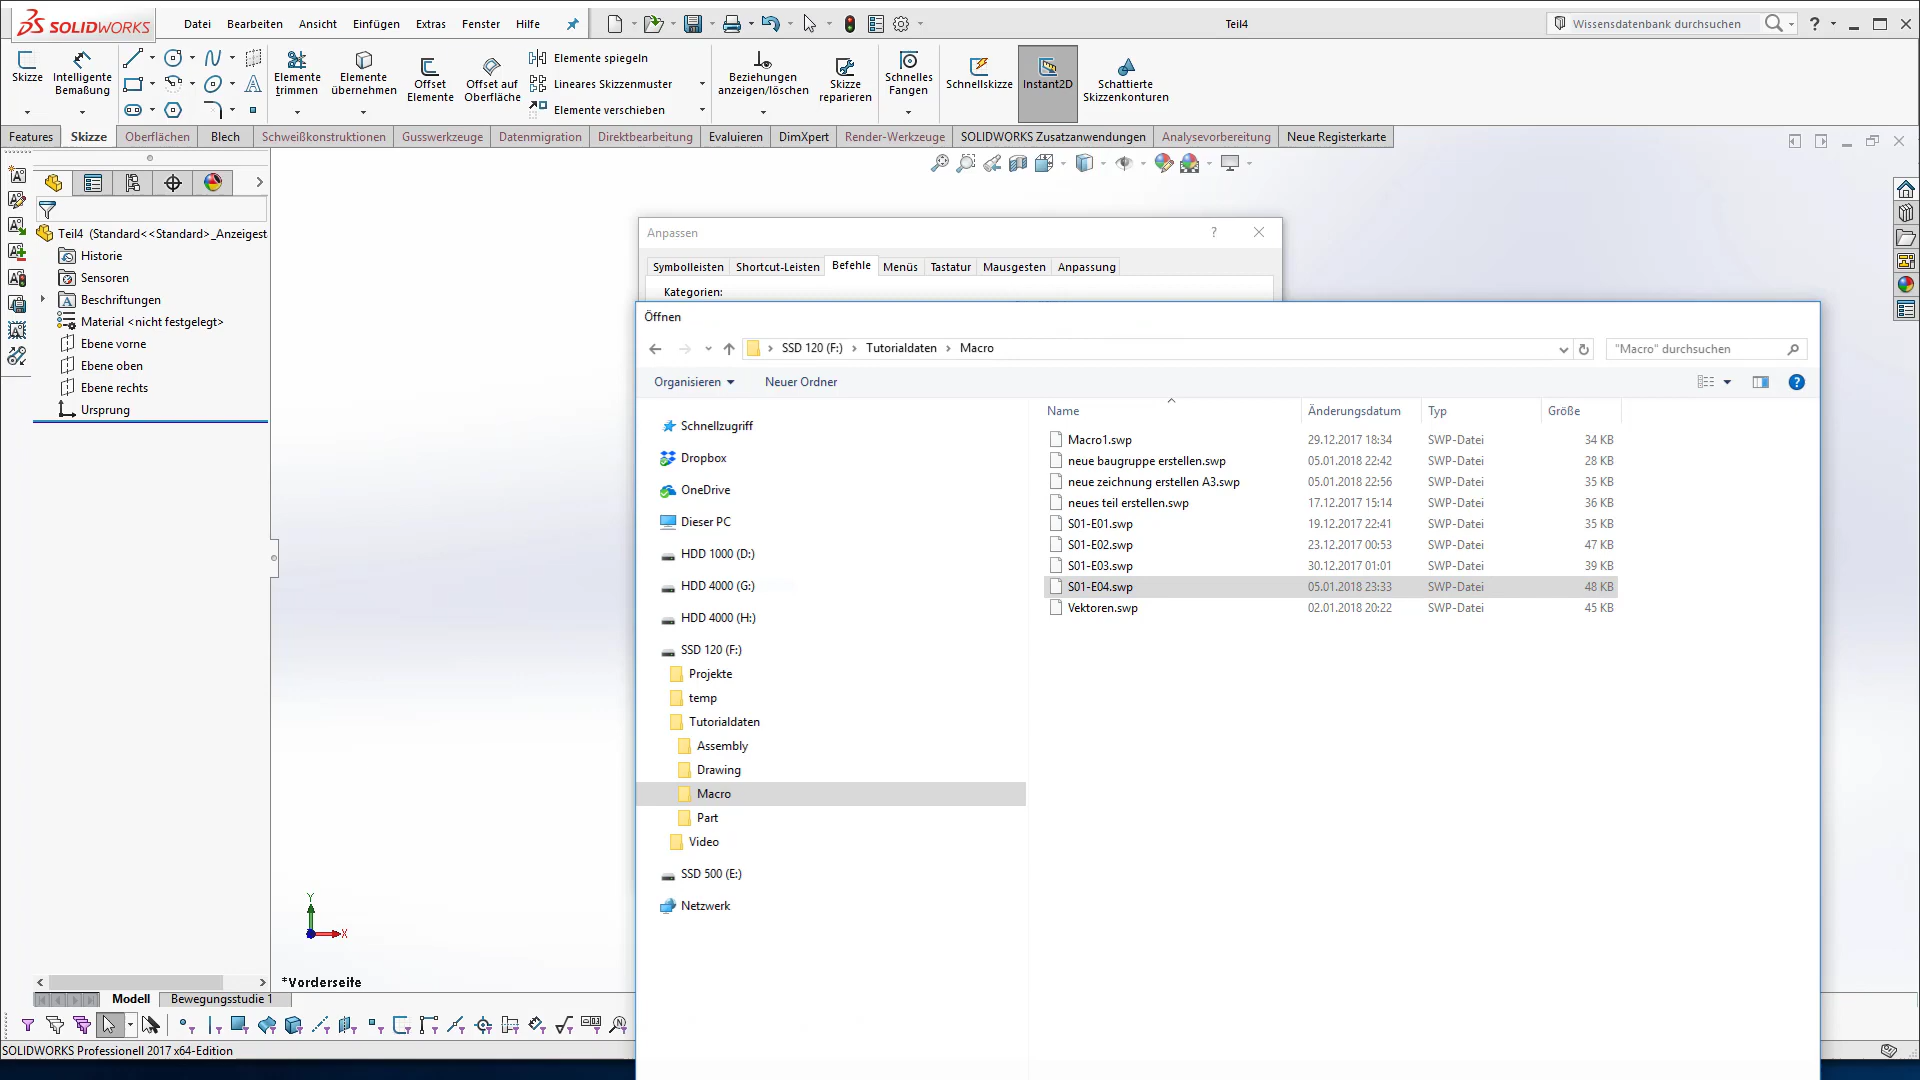 SOLIDWORKS
Datei Bearbeiten Ansicht Einfügen Extras Fenster Hilfe
Teil4
Wissensdatenbank durchsuchen
Skizze
Intelligente Bemaßung
Elemente trimmen
Elemente übernehmen
Offset Elemente
Offset auf Oberfläche
Elemente spiegeln
Lineares Skizzenmuster
Elemente verschieben
Beziehungen anzeigen/löschen
Skizze reparieren
Schnelles Fangen
Schnellskizze
Instant2D
Schattierte Skizzenkonturen
Features Skizze Oberflächen Blech Schweißkonstruktionen Gusswerkzeuge Datenmigration Direktbearbeitung Evaluieren DimXpert Render-Werkzeuge SOLIDWORKS Zusatzanwendungen Analysevorbereitung Neue Registerkarte
Teil4 (Standard<<Standard>_Anzeigest
Historie
Sensoren
Beschriftungen
Material <nicht festgelegt>
Ebene vorne
Ebene oben
Ebene rechts
Ursprung
Anpassen
Symbolleisten Shortcut-Leisten Befehle Menüs Tastatur Mausgesten Anpassung
Kategorien:
Öffnen
SSD 120 (F:) Tutorialdaten Macro
"Macro" durchsuchen
Organisieren Neuer Ordner
Schnellzugriff
Dropbox
OneDrive
Dieser PC
HDD 1000 (D:)
HDD 4000 (G:)
HDD 4000 (H:)
SSD 120 (F:)
Projekte
temp
Tutorialdaten
Assembly
Drawing
Macro
Part
Video
SSD 500 (E:)
Netzwerk
Name Änderungsdatum Typ Größe
Macro1.swp 29.12.2017 18:34 SWP-Datei 34 KB
neue baugruppe erstellen.swp 05.01.2018 22:42 SWP-Datei 28 KB
neue zeichnung erstellen A3.swp 05.01.2018 22:56 SWP-Datei 35 KB
neues teil erstellen.swp 17.12.2017 15:14 SWP-Datei 36 KB
S01-E01.swp 19.12.2017 22:41 SWP-Datei 35 KB
S01-E02.swp 23.12.2017 00:53 SWP-Datei 47 KB
S01-E03.swp 30.12.2017 01:01 SWP-Datei 39 KB
S01-E04.swp 05.01.2018 23:33 SWP-Datei 48 KB
Vektoren.swp 02.01.2018 20:22 SWP-Datei 45 KB
Y
X
*Vorderseite
Modell Bewegungsstudie 1
SOLIDWORKS Professionell 2017 x64-Edition